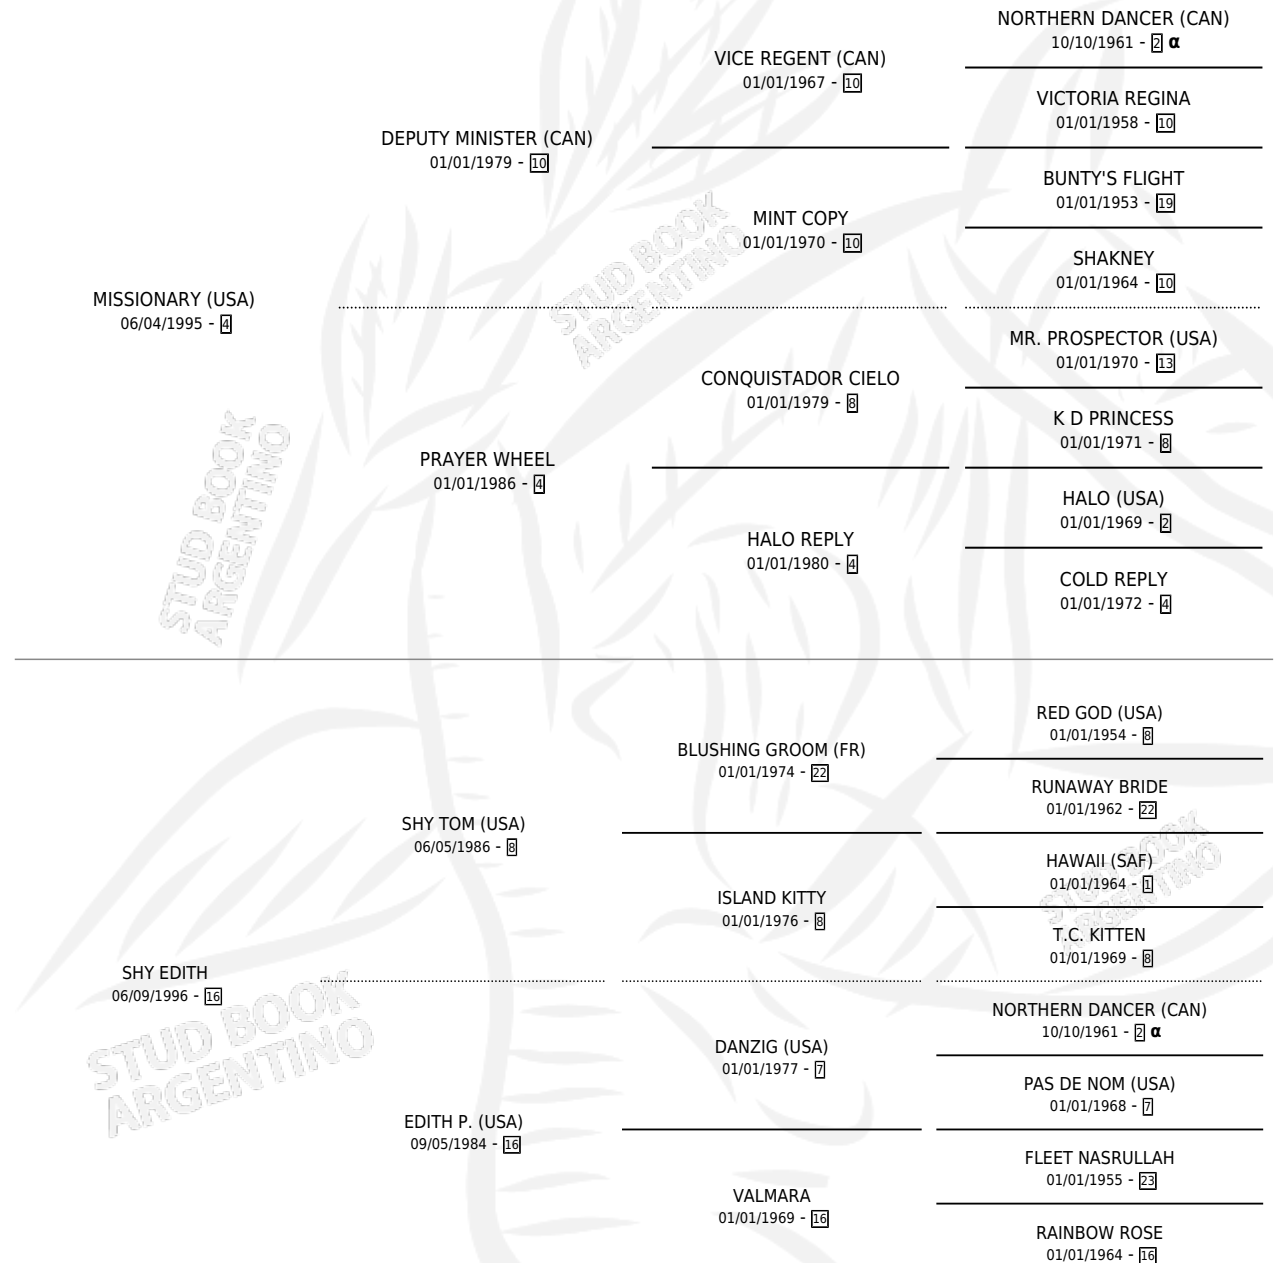 NORTHERN DANCER (CAN)
10/10/1961 - 2 α
VICE REGENT (CAN)
01/01/1967 - 10
VICTORIA REGINA
01/01/1958 - 10
DEPUTY MINISTER (CAN)
01/01/1979 - 10
BUNTY'S FLIGHT
01/01/1953 - 19
MINT COPY
01/01/1970 - 10
SHAKNEY
01/01/1964 - 10
MISSIONARY (USA)
06/04/1995 - 4
MR. PROSPECTOR (USA)
01/01/1970 - 13
CONQUISTADOR CIELO
01/01/1979 - 8
K D PRINCESS
01/01/1971 - 8
PRAYER WHEEL
01/01/1986 - 4
HALO (USA)
01/01/1969 - 2
HALO REPLY
01/01/1980 - 4
COLD REPLY
01/01/1972 - 4
RED GOD (USA)
01/01/1954 - 8
BLUSHING GROOM (FR)
01/01/1974 - 22
RUNAWAY BRIDE
01/01/1962 - 22
SHY TOM (USA)
06/05/1986 - 8
HAWAII (SAF)
01/01/1964 - 1
ISLAND KITTY
01/01/1976 - 8
T.C. KITTEN
01/01/1969 - 8
SHY EDITH
06/09/1996 - 16
NORTHERN DANCER (CAN)
10/10/1961 - 2 α
DANZIG (USA)
01/01/1977 - 7
PAS DE NOM (USA)
01/01/1968 - 7
EDITH P. (USA)
09/05/1984 - 16
FLEET NASRULLAH
01/01/1955 - 23
VALMARA
01/01/1969 - 16
RAINBOW ROSE
01/01/1964 - 16
STUD BOOK
ARGENTINO
STUD BOOK
ARGENTINO
STUD BOOK
ARGENTINO
STUD BOOK
ARGENTINO